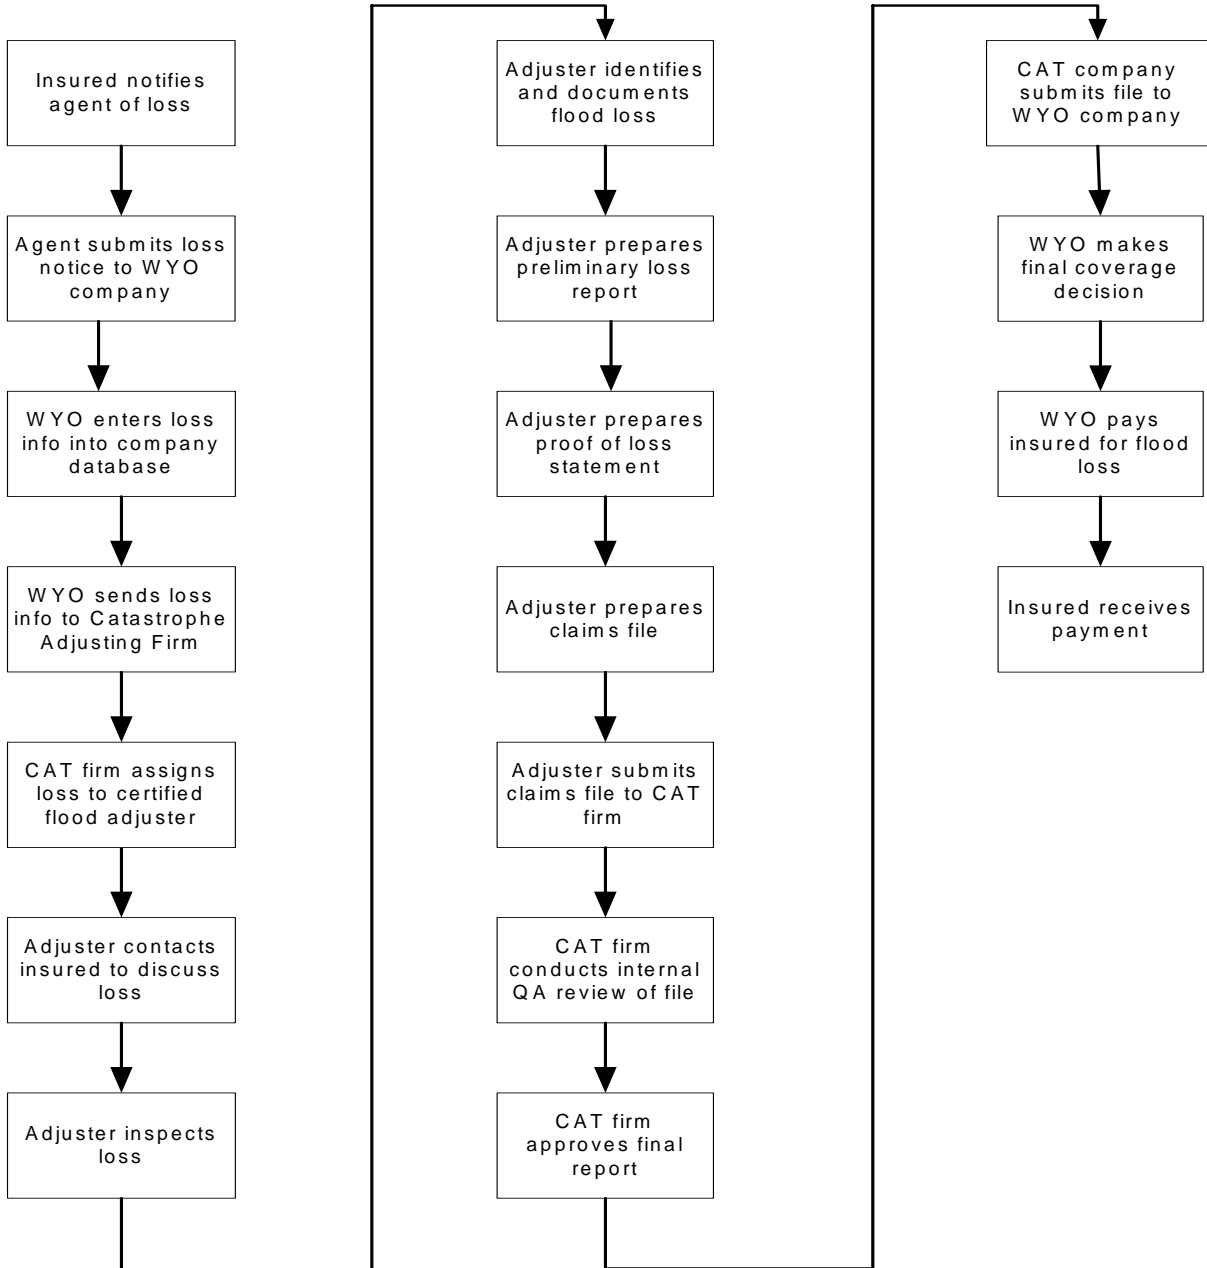 Insured notifies
agent of loss
Agent submits loss
notice to WYO
company
WYO enters loss
info into company
database
WYO sends loss
info to Catastrophe
Adjusting Firm
CAT firm assigns
loss to certified
flood adjuster
Adjuster contacts
insured to discuss
loss
Adjuster inspects
loss
Adjuster identifies
and documents
flood loss
Adjuster prepares
preliminary loss
report
Adjuster prepares
proof of loss
statement
Adjuster prepares
claims file
Adjuster submits
claims file to CAT
firm
CAT firm
conducts internal
QA review of file
CAT firm
approves final
report
CAT company
submits file to
WYO company
WYO makes
final coverage
decision
WYO pays
insured for flood
loss
Insured receives
payment